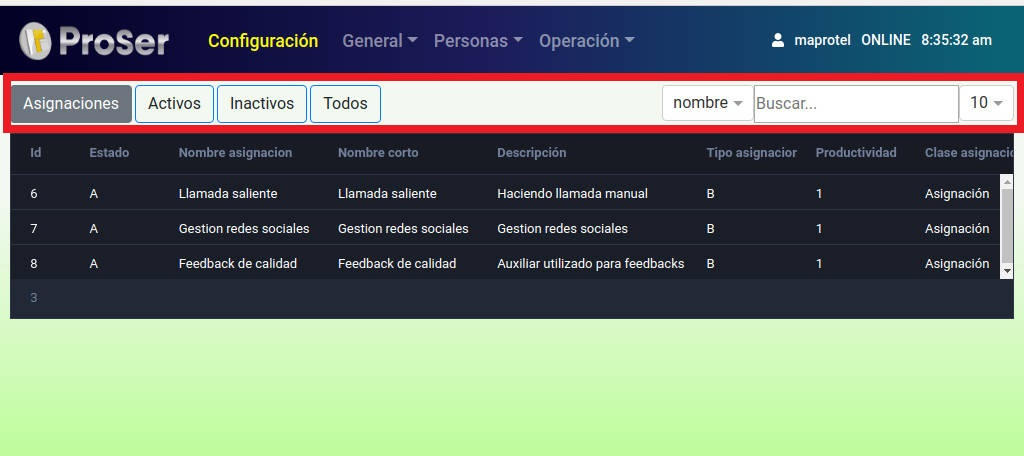 ProSer Configuración General Personas Operación maprotel ONLINE 8:35:32 am
Asignaciones Activos Inactivos Todos nombre Buscar... 10
Id Estado Nombre asignacion Nombre corto Descripción Tipo asignacior Productividad Clase asignacio
6 A Llamada saliente Llamada saliente Haciendo llamada manual B 1 Asignación
7 A Gestion redes sociales Gestion redes sociales Gestion redes sociales B 1 Asignación
8 A Feedback de calidad Feedback de calidad Auxiliar utilizado para feedbacks B 1 Asignación
3